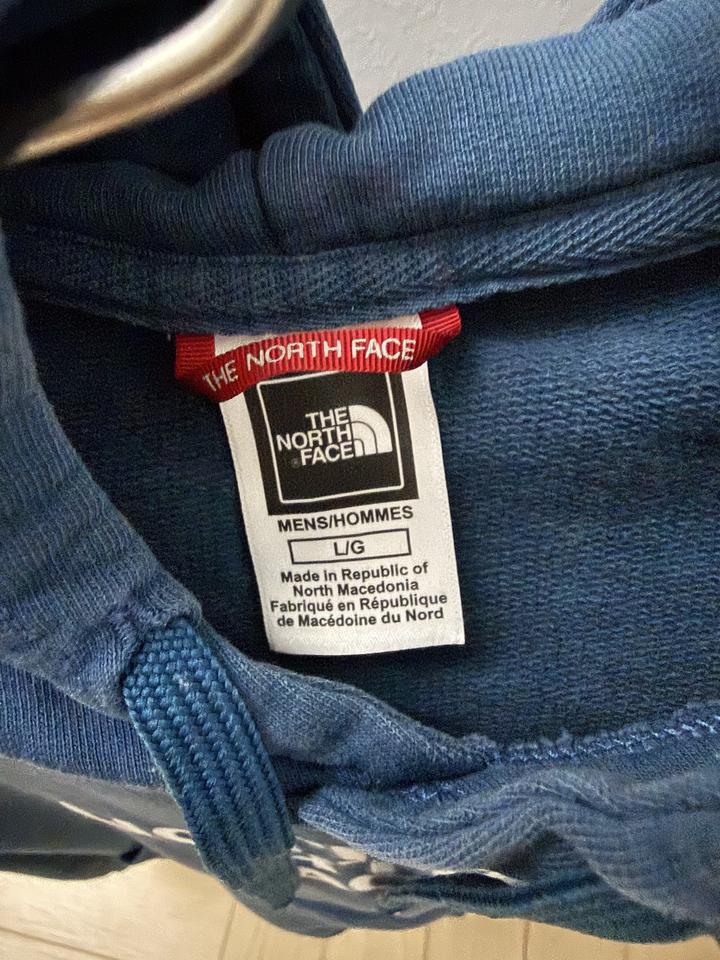 THE NORTH FACE
THE
NORTH
FACE
®
MENS/HOMMES
L/G
Made in Republic of
North Macedonia
Fabriqué en République
de Macédoine du Nord